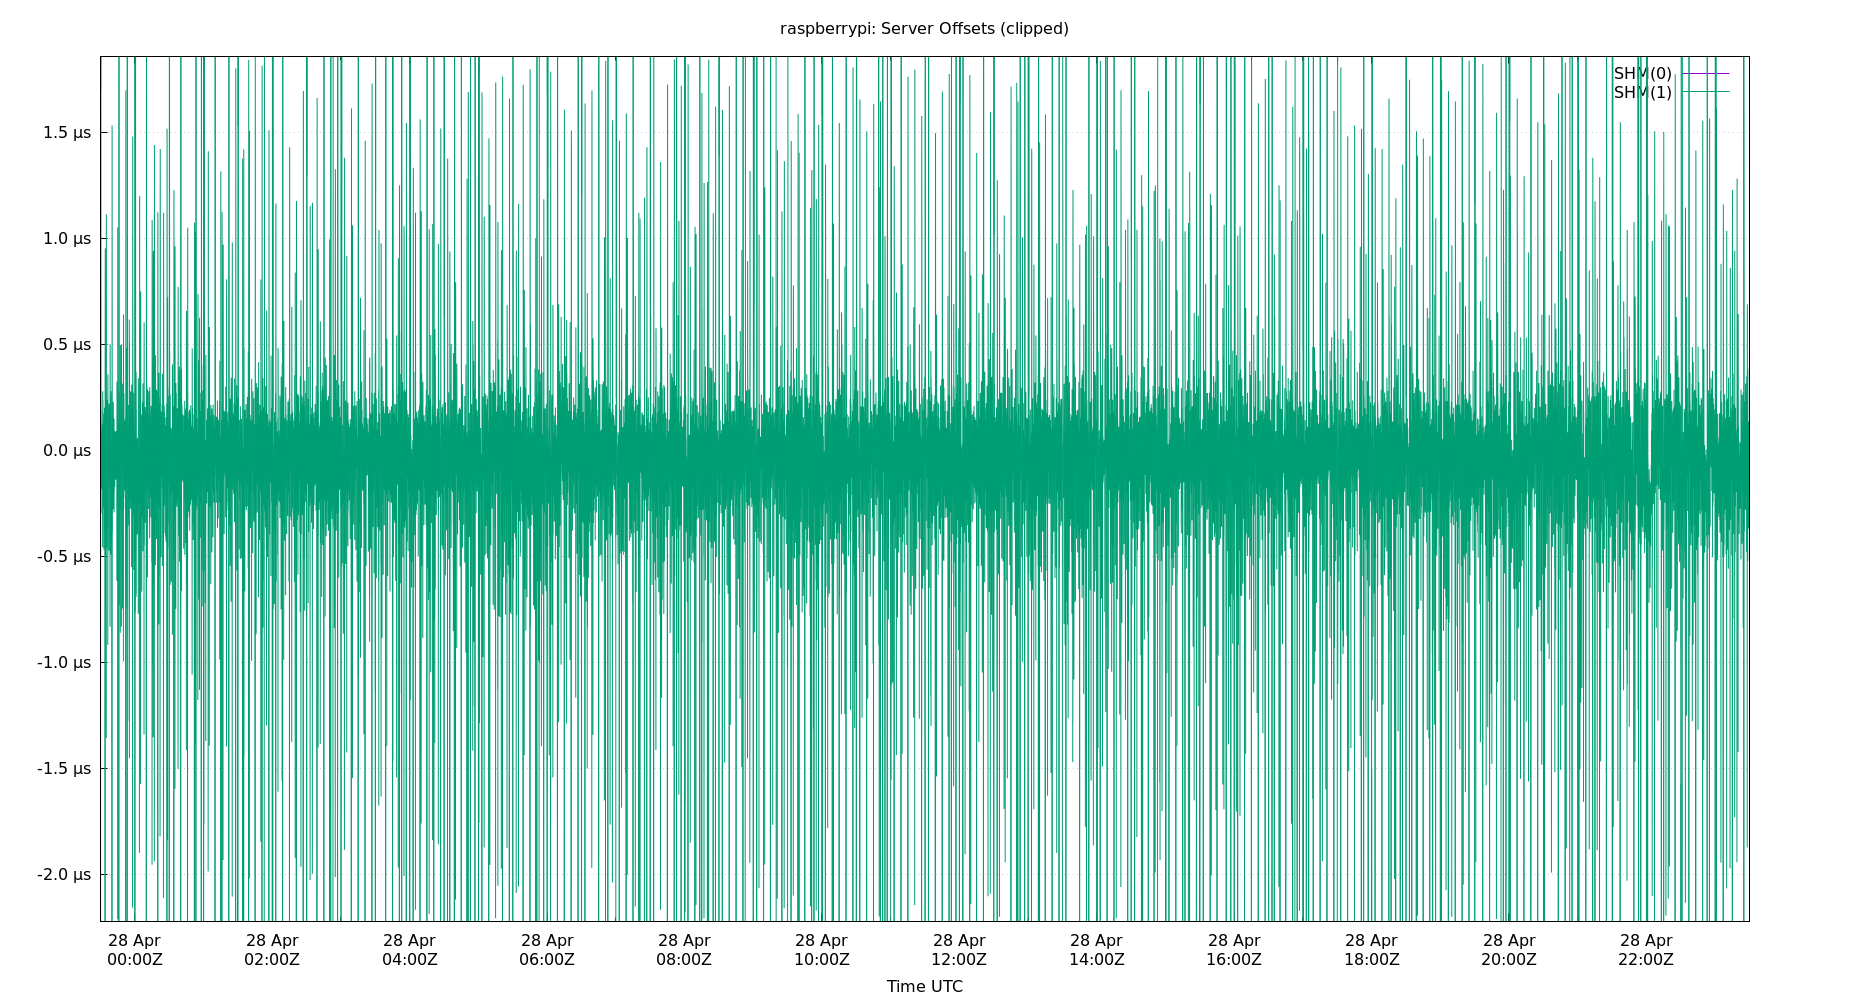 raspberrypi: Server Offsets (clipped)
SHM(0)
SHM(1)
1.5 µs
1.0 µs
0.5 µs
0.0 µs
-0.5 µs
-1.0 µs
-1.5 µs
-2.0 µs
28 Apr 28 Apr 28 Apr 28 Apr 28 Apr 28 Apr 28 Apr 28 Apr 28 Apr 28 Apr 28 Apr 28 Apr
00:00Z 02:00Z 04:00Z 06:00Z 08:00Z 10:00Z 12:00Z 14:00Z 16:00Z 18:00Z 20:00Z 22:00Z
Time UTC